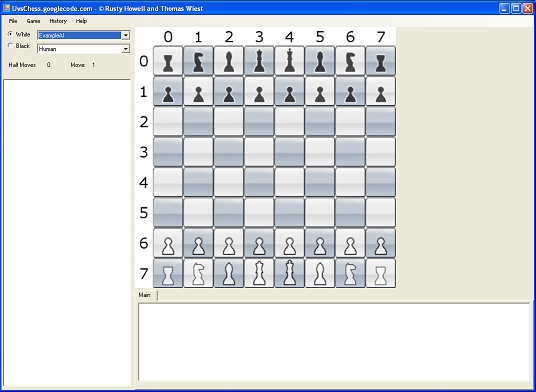 UvsChess.googlecode.com - © Rusty Howell and Thomas Wiest
File Game History Help
White ExampleAI
Black Human
Half Moves: 0 Move: 1
0 1 2 3 4 5 6 7
0
1
2
3
4
5
6
7
Main